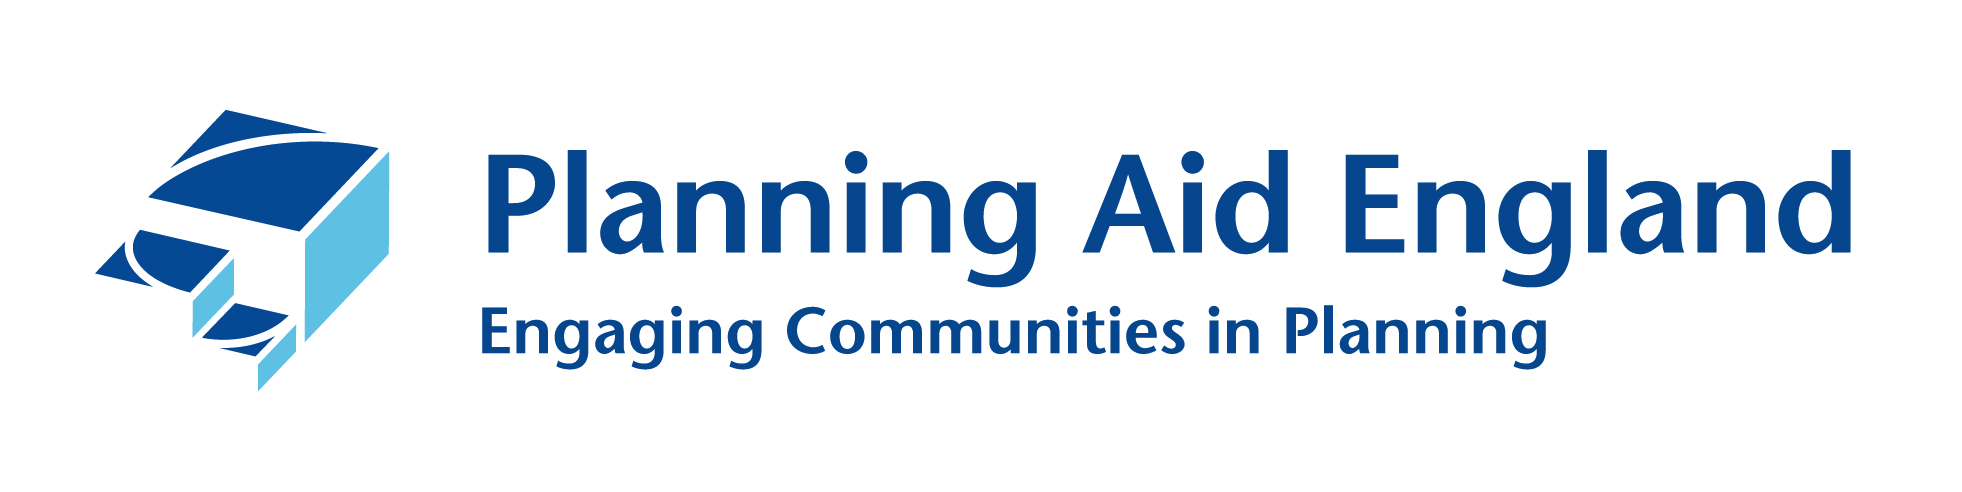 Planning Aid England
Engaging Communities in Planning